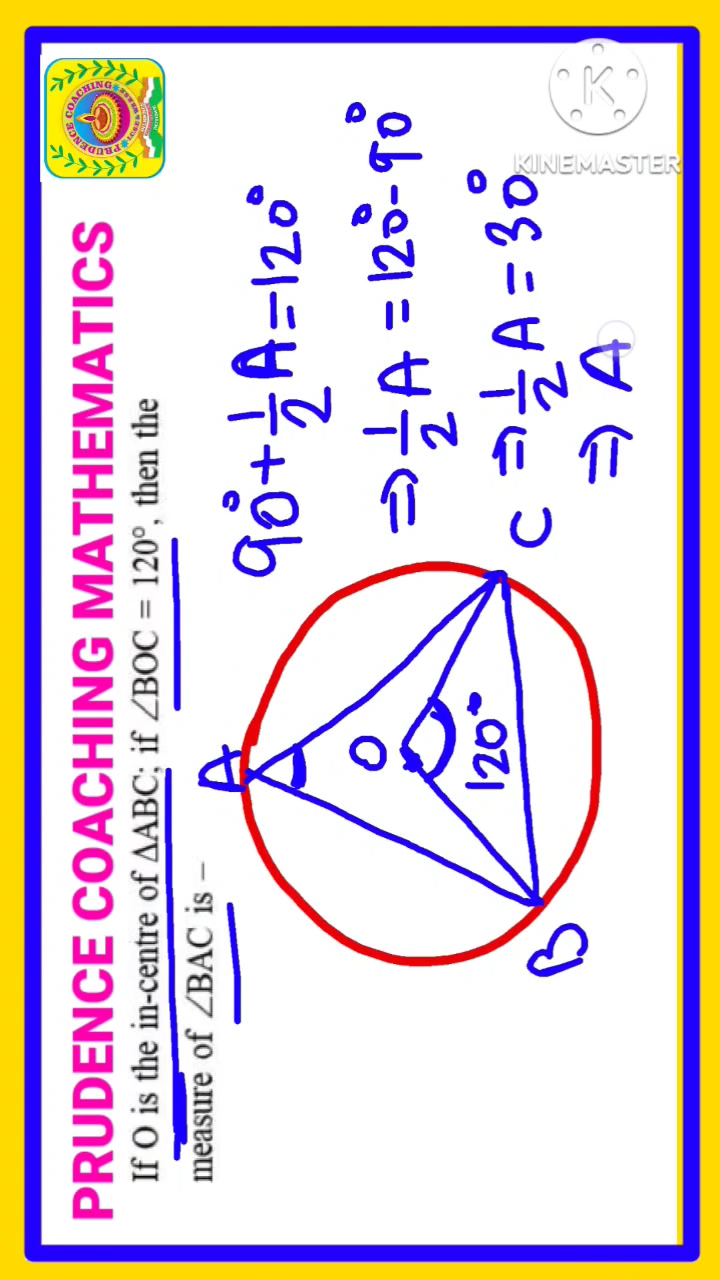 PRUDENCE COACHING MATHEMATICS
If O is the in-centre of ΔABC; if ∠BOC = 120°, then the
measure of ∠BAC is –
90° + 1/2 A = 120°
⇒ 1/2 A = 120° - 90°
⇒ 1/2 A = 30°
⇒ A
A
O
120°
B
C
PRUDENCE COACHING
K
KINEMASTER